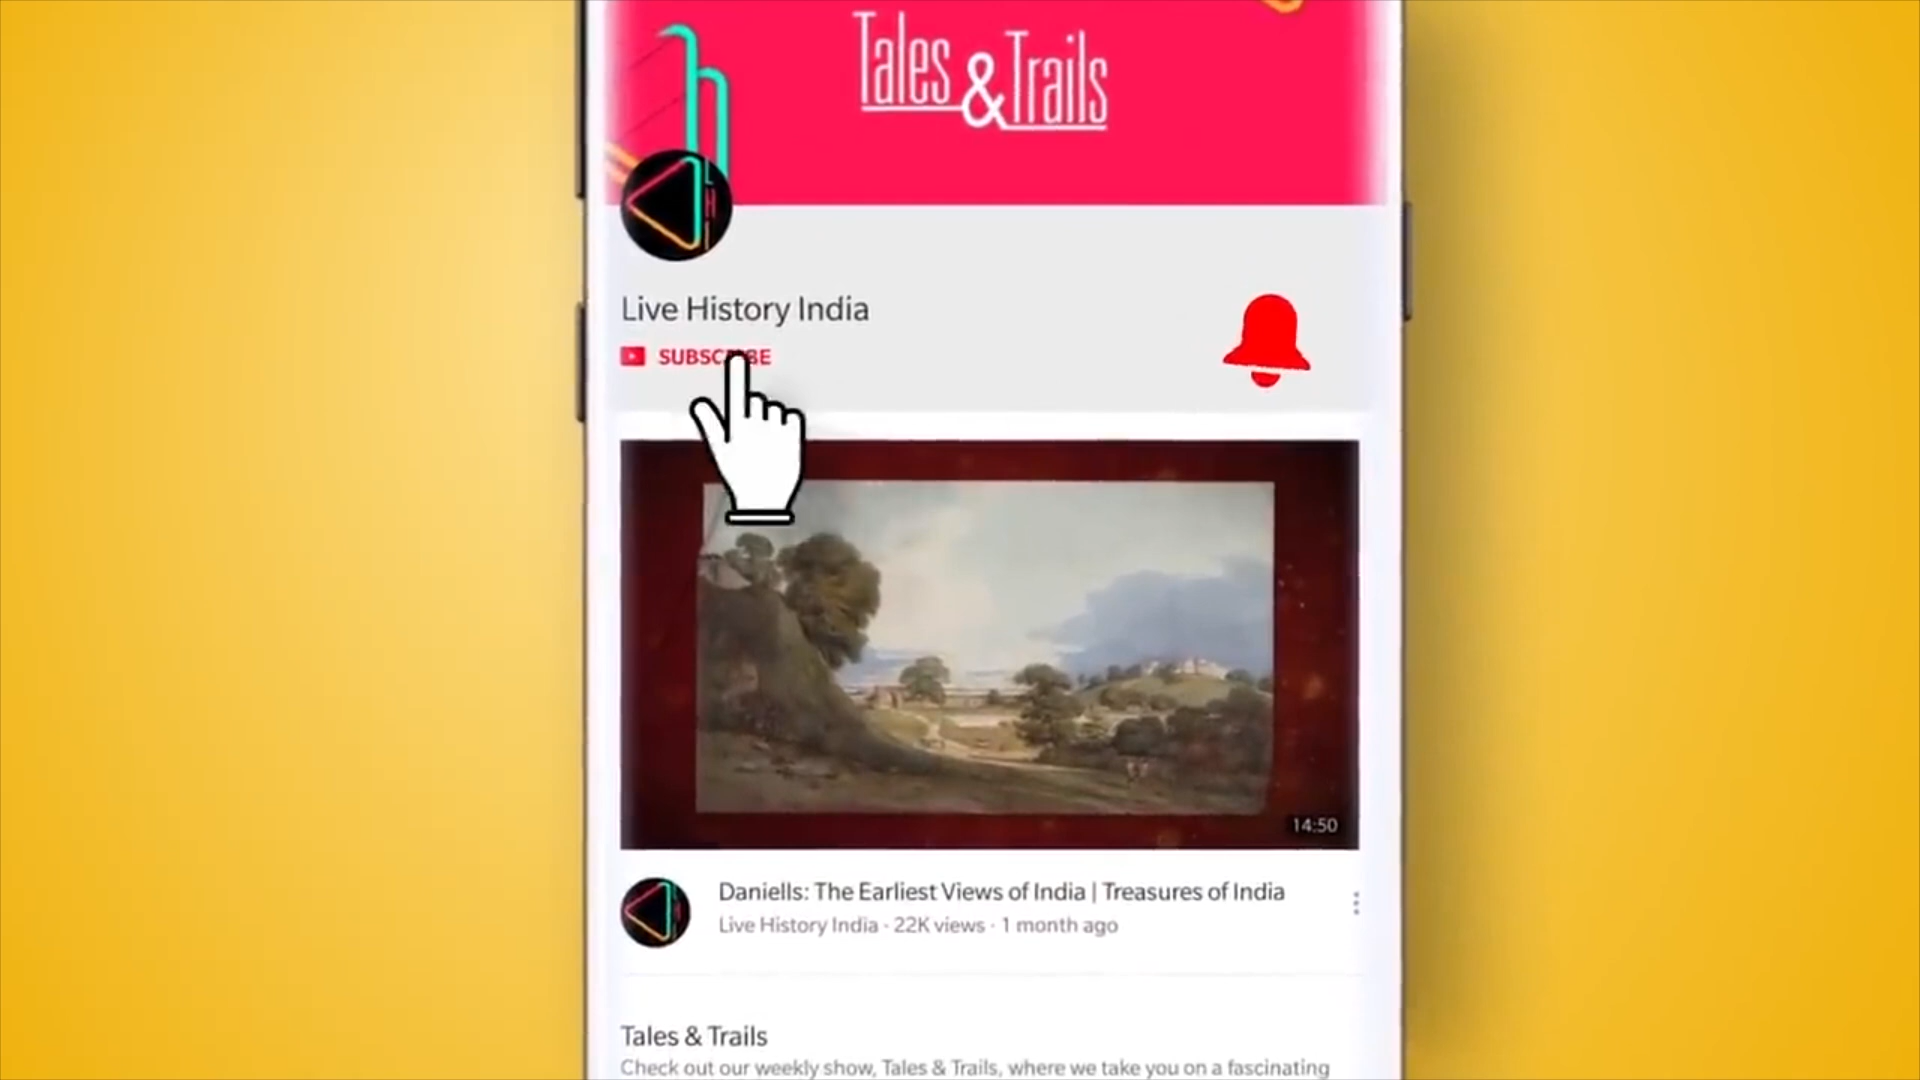 Tales & Trails
Live History India
SUBSCRIBE
14:50
Daniells: The Earliest Views of India | Treasures of India
Live History India · 22K views · 1 month ago
Tales & Trails
Check out our weekly show, Tales & Trails, where we take you on a fascinating